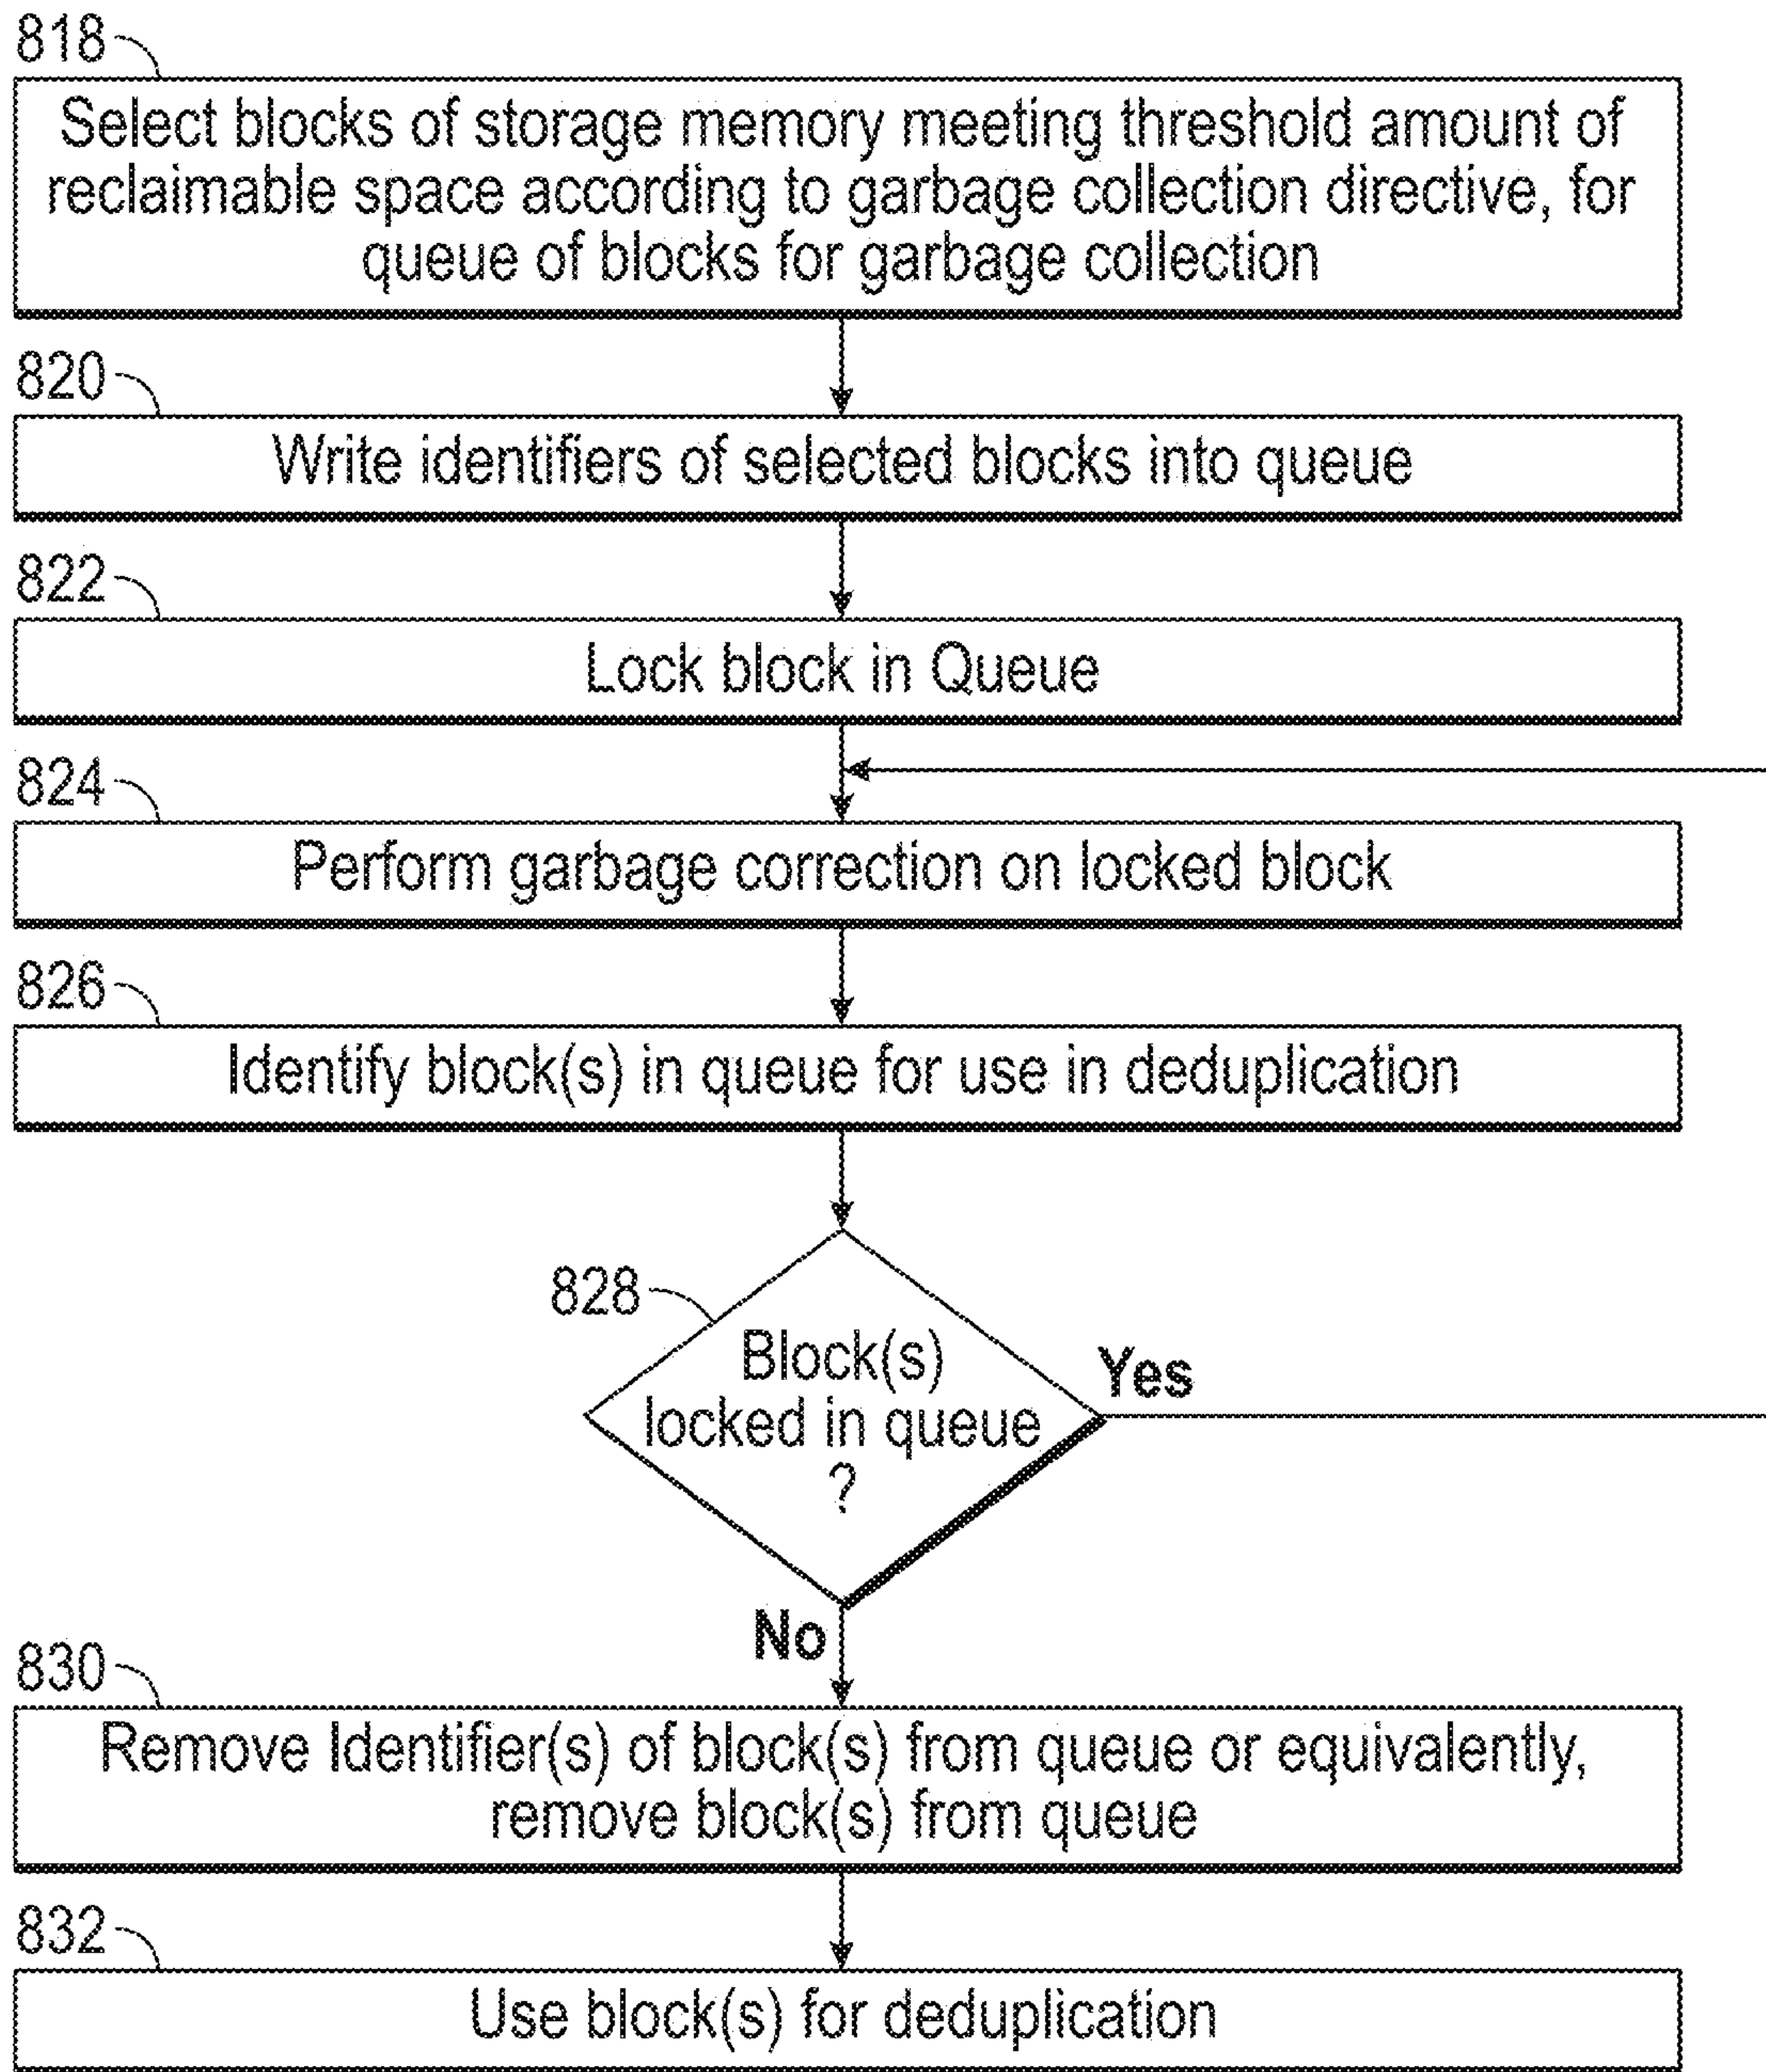 818
Select blocks of storage memory meeting threshold amount of
reclaimable space according to garbage collection directive, for
queue of blocks for garbage collection
820
Write identifiers of selected blocks into queue
822
Lock block in Queue
824
Perform garbage correction on locked block
826
Identify block(s) in queue for use in deduplication
828
Block(s)
locked in queue
?
Yes
No
830
Remove Identifier(s) of block(s) from queue or equivalently,
remove block(s) from queue
832
Use block(s) for deduplication